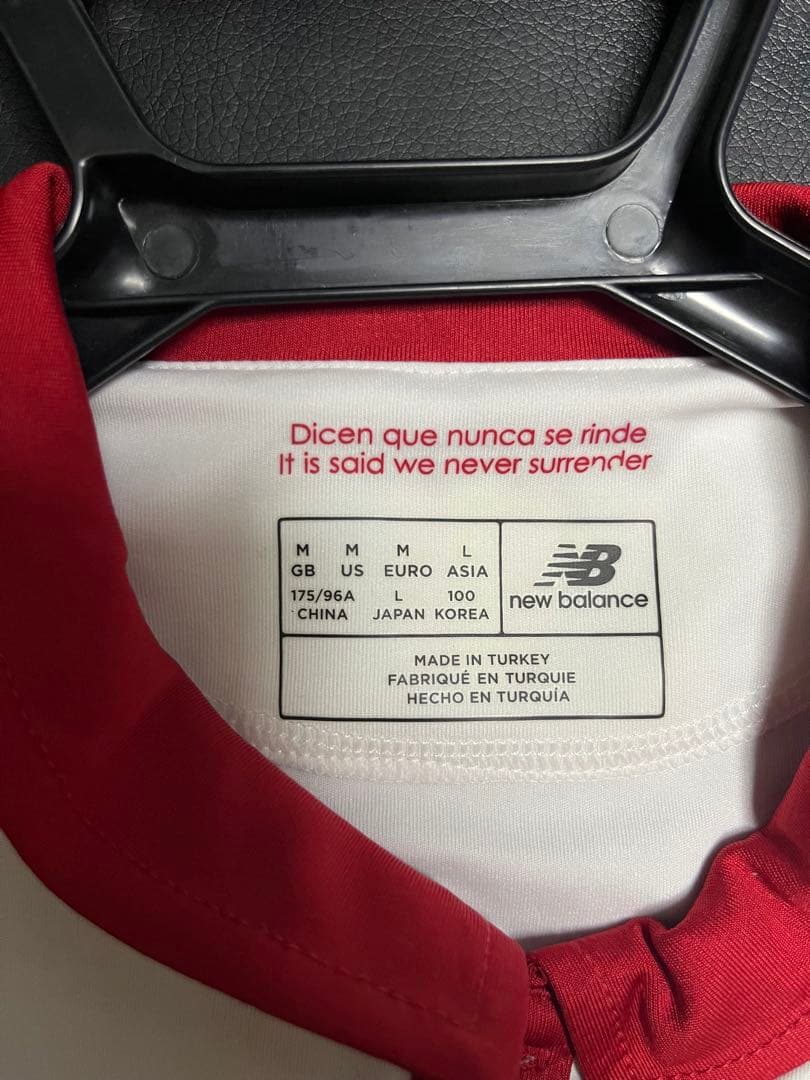 Dicen que nunca se rinde
It is said we never surrender
M M M L
GB US EURO ASIA
175/96A L 100
CHINA JAPAN KOREA
NB
new balance
MADE IN TURKEY
FABRIQUÉ EN TURQUIE
HECHO EN TURQUÍA